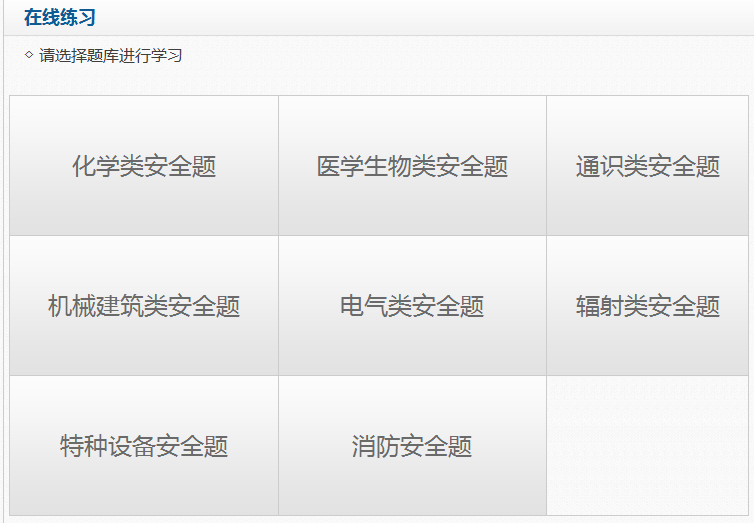 在线练习
请选择题库进行学习
化学类安全题
医学生物类安全题
通识类安全题
机械建筑类安全题
电气类安全题
辐射类安全题
特种设备安全题
消防安全题